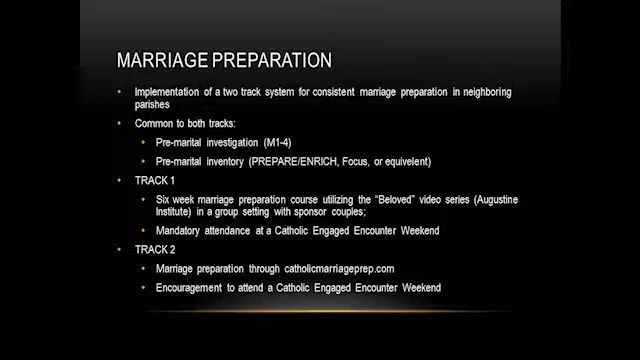 MARRIAGE PREPARATION
• Implementation of a two track system for consistent marriage preparation in neighboring
parishes
• Common to both tracks:
• Pre-marital investigation (M1-4)
• Pre-marital inventory (PREPARE/ENRICH, Focus, or equivelent)
• TRACK 1
• Six week marriage preparation course utilizing the “Beloved” video series (Augustine
Institute) in a group setting with sponsor couples;
• Mandatory attendance at a Catholic Engaged Encounter Weekend
• TRACK 2
• Marriage preparation through catholicmarriageprep.com
• Encouragement to attend a Catholic Engaged Encounter Weekend